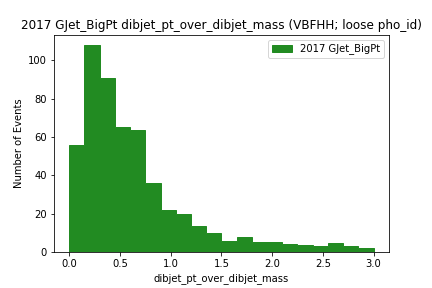 2017 GJet_BigPt dibjet_pt_over_dibjet_mass (VBFHH; loose pho_id)
2017 GJet_BigPt
Number of Events
100
80
60
40
20
0
0.0 0.5 1.0 1.5 2.0 2.5 3.0
dibjet_pt_over_dibjet_mass